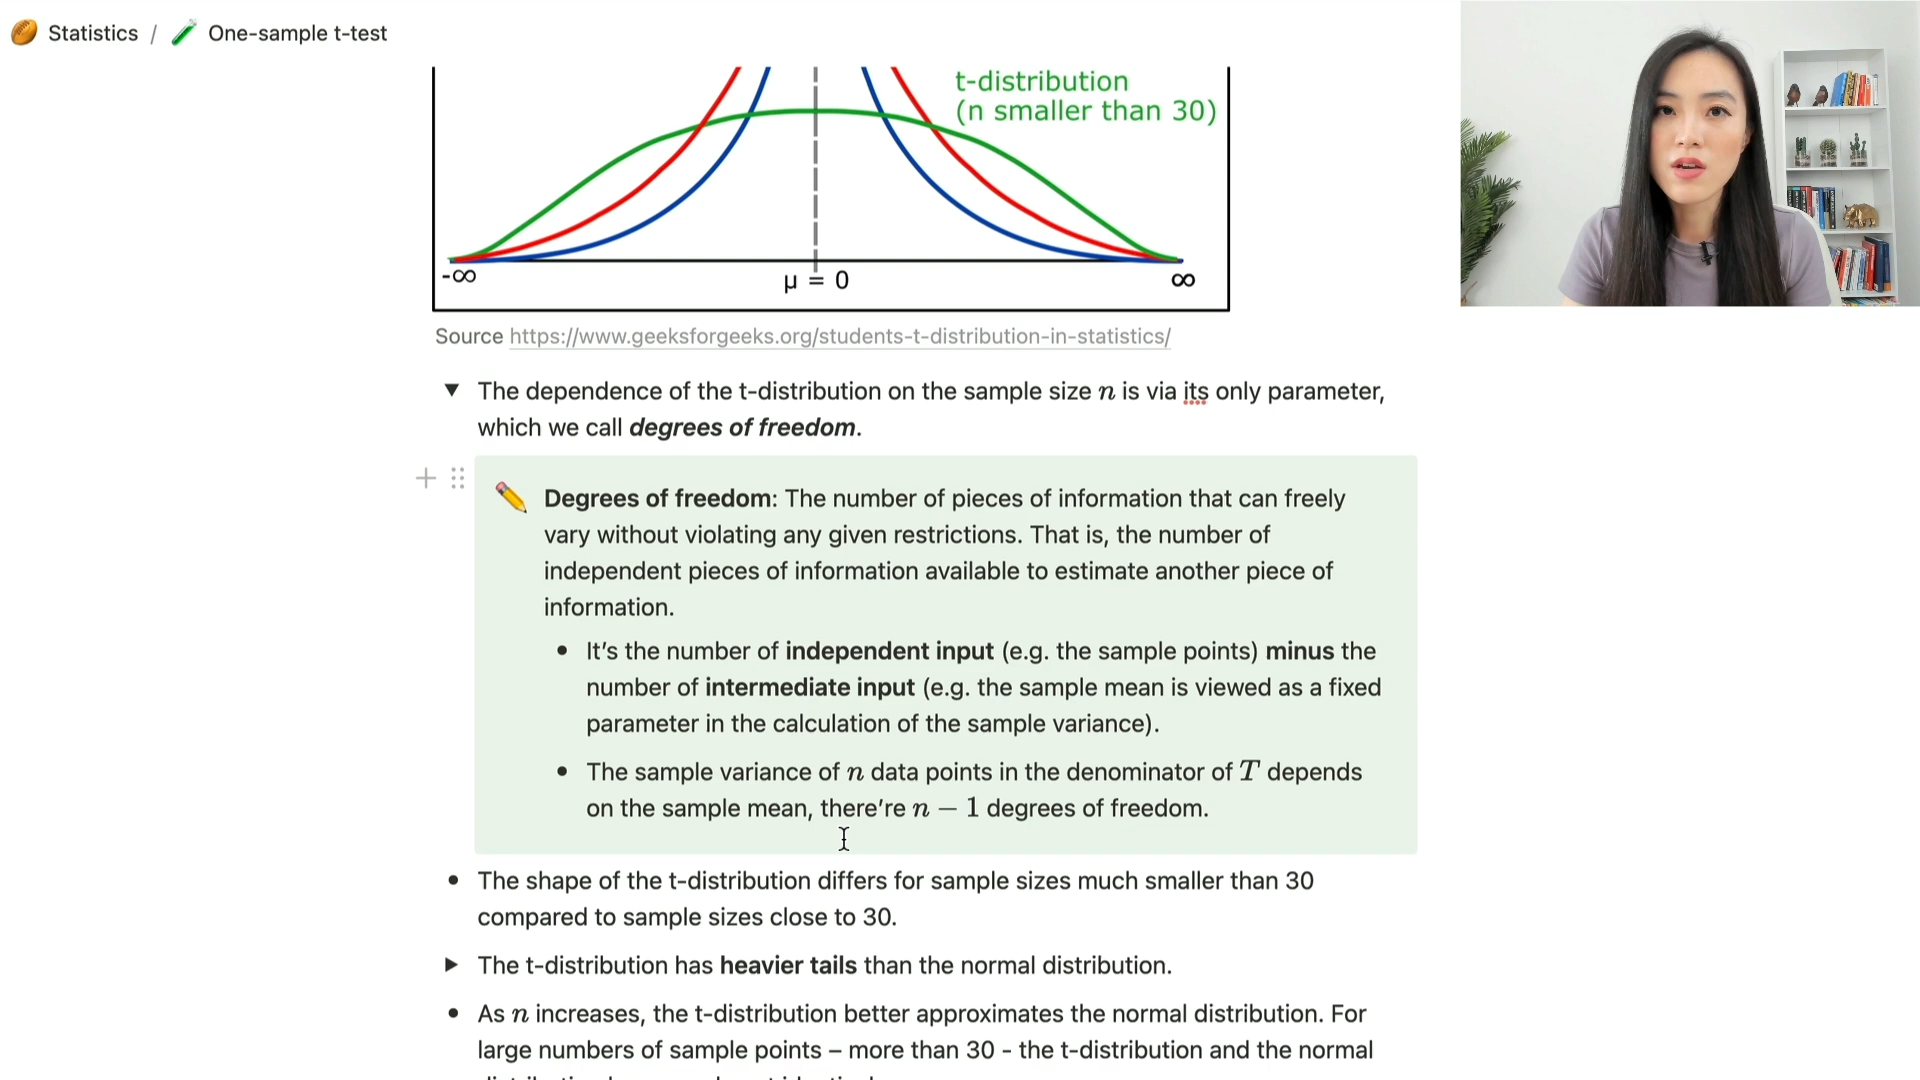 Statistics / One-sample t-test
t-distribution
(n smaller than 30)
-∞ μ = 0 ∞
Source https://www.geeksforgeeks.org/students-t-distribution-in-statistics/
The dependence of the t-distribution on the sample size n is via its only parameter,
which we call degrees of freedom.
Degrees of freedom: The number of pieces of information that can freely
vary without violating any given restrictions. That is, the number of
independent pieces of information available to estimate another piece of
information.
• It’s the number of independent input (e.g. the sample points) minus the
number of intermediate input (e.g. the sample mean is viewed as a fixed
parameter in the calculation of the sample variance).
• The sample variance of n data points in the denominator of T depends
on the sample mean, there’re n − 1 degrees of freedom.
• The shape of the t-distribution differs for sample sizes much smaller than 30
compared to sample sizes close to 30.
The t-distribution has heavier tails than the normal distribution.
• As n increases, the t-distribution better approximates the normal distribution. For
large numbers of sample points – more than 30 - the t-distribution and the normal